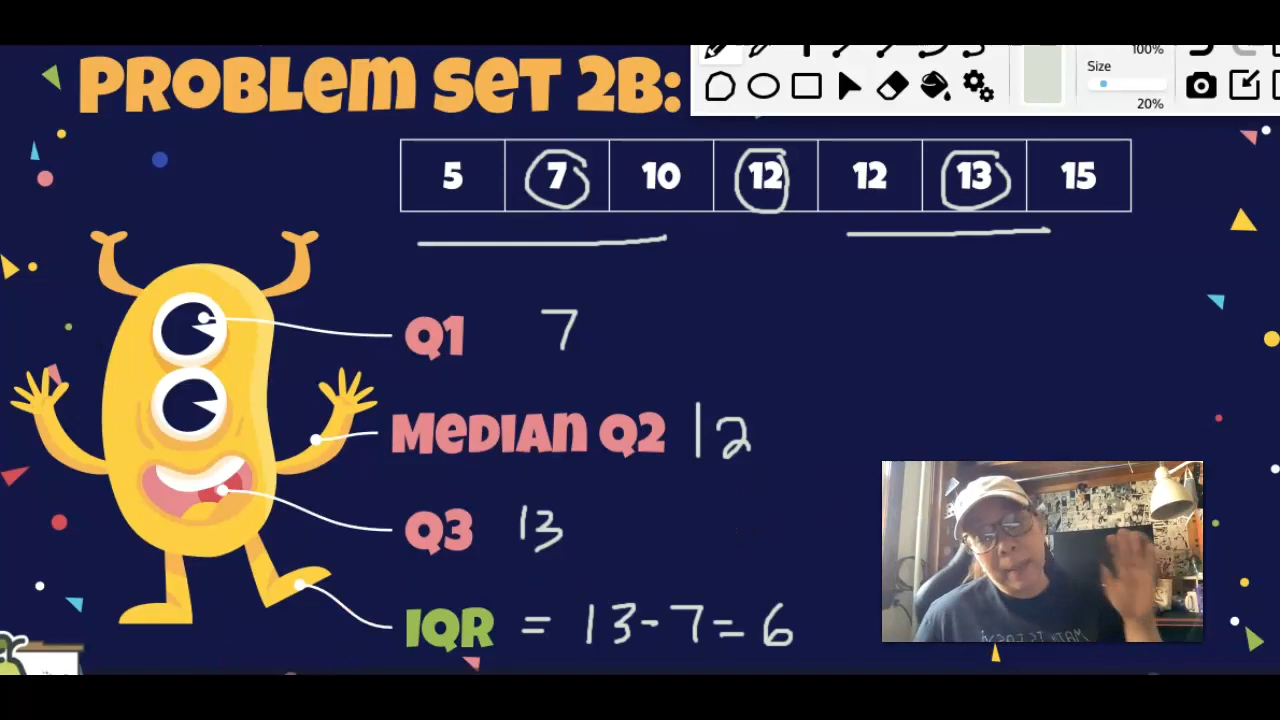 PROBLEM SET 2B:
100%
Size
20%
5 7 10 12 12 13 15
Q1 7
MEDIAN Q2 12
Q3 13
IQR = 13-7=6